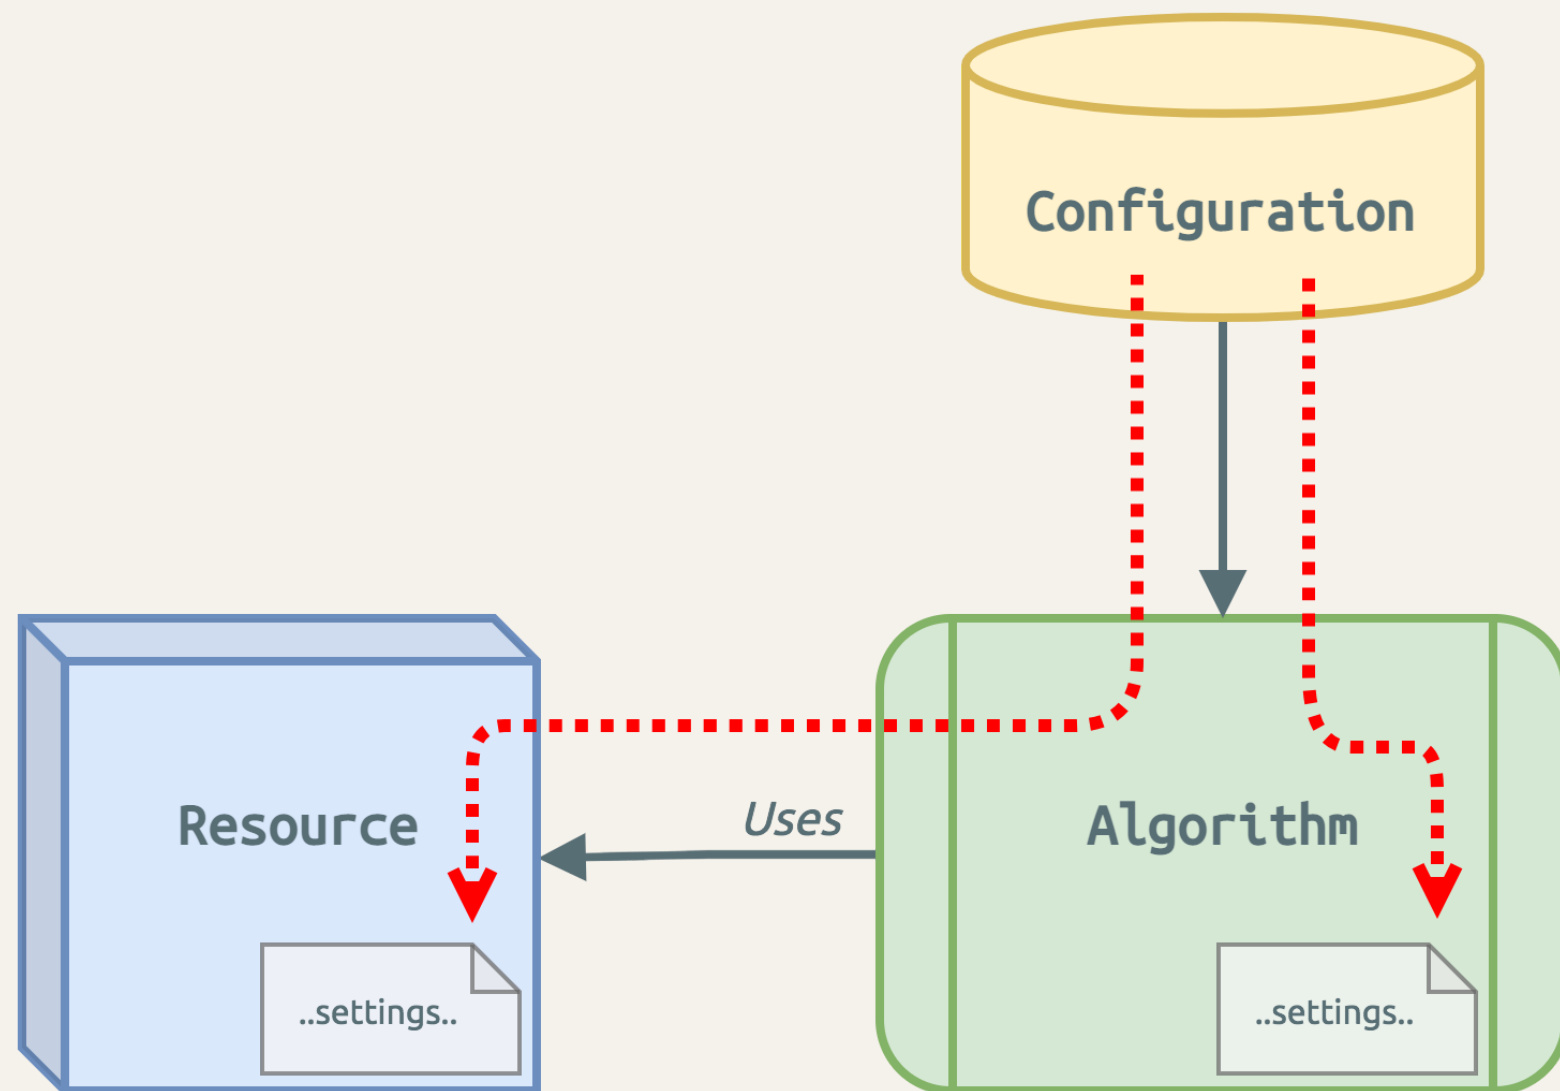 Configuration
Uses
Resource
Algorithm
..settings..
..settings..